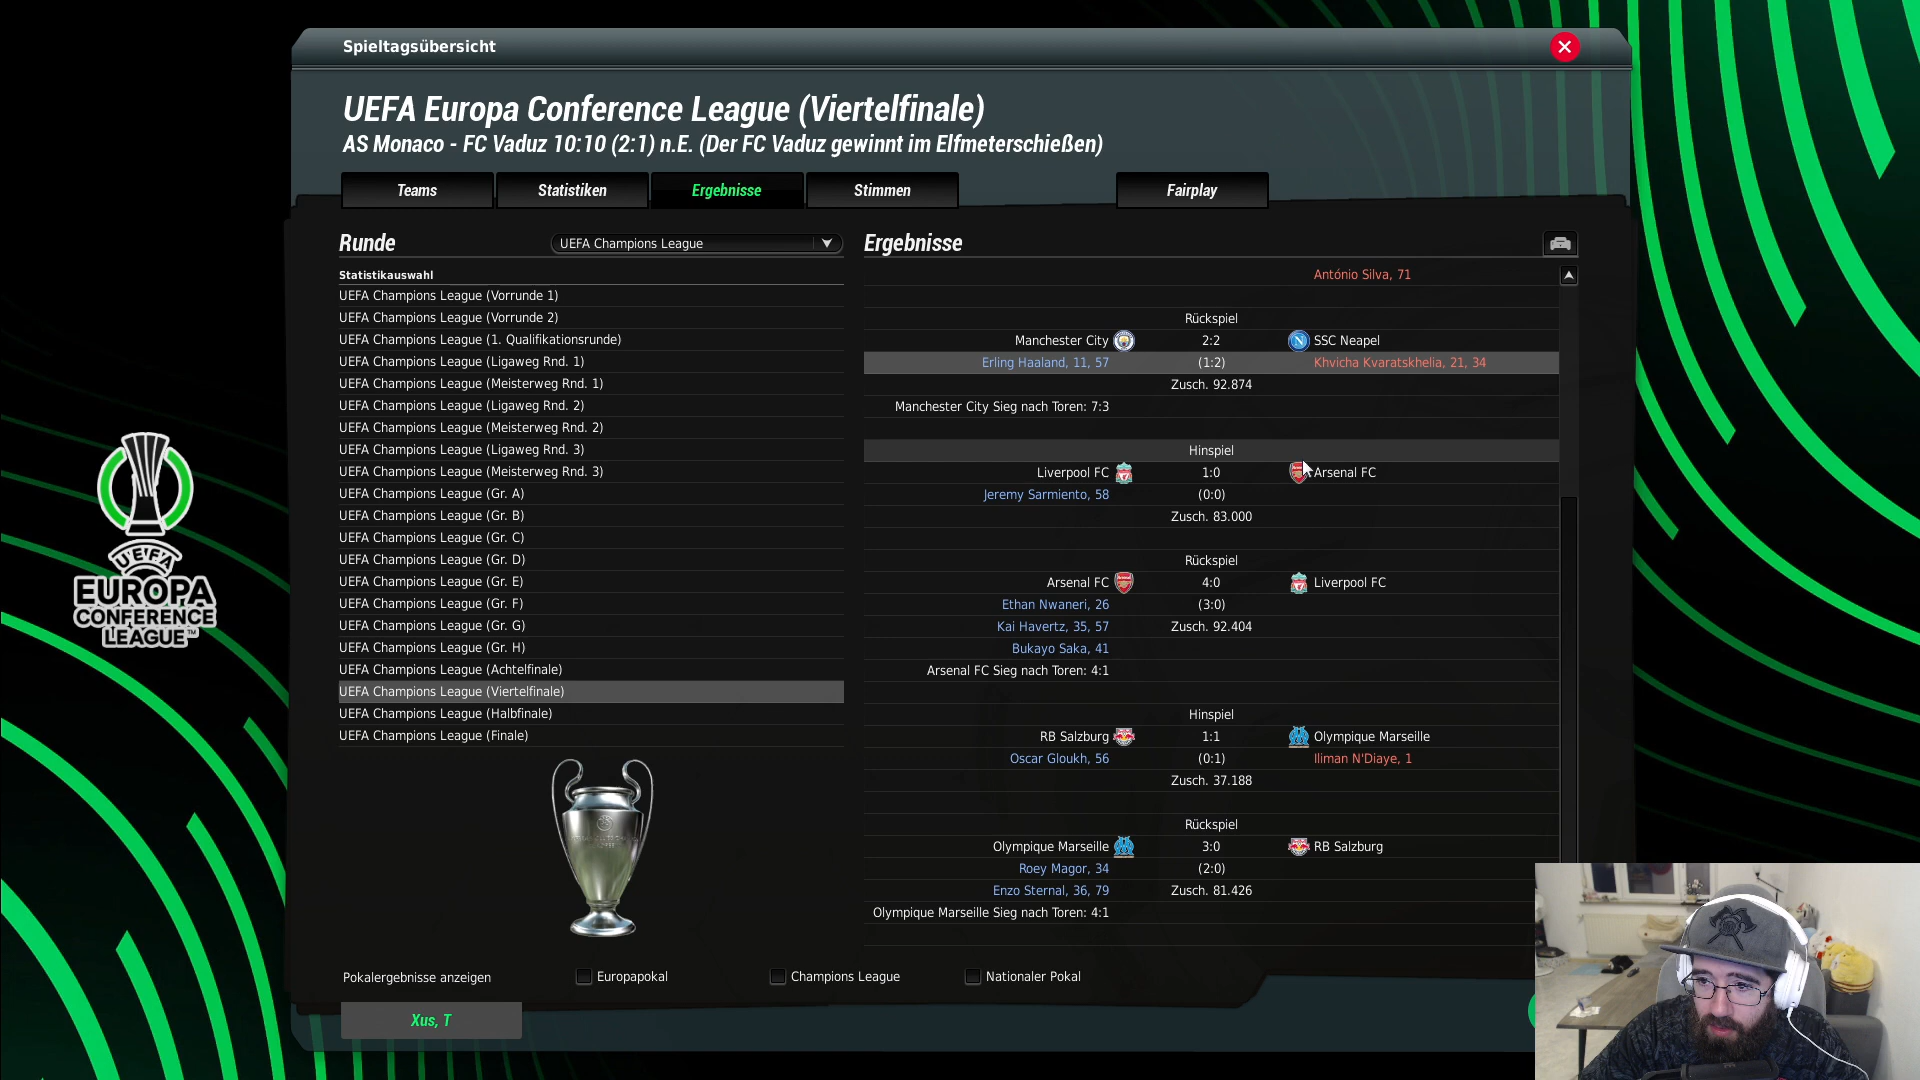 Spieltagsübersicht
UEFA Europa Conference League (Viertelfinale)
AS Monaco - FC Vaduz 10:10 (2:1) n.E. (Der FC Vaduz gewinnt im Elfmeterschießen)
Teams
Statistiken
Ergebnisse
Stimmen
Fairplay
Runde
UEFA Champions League
Statistikauswahl
UEFA Champions League (Vorrunde 1)
UEFA Champions League (Vorrunde 2)
UEFA Champions League (1. Qualifikationsrunde)
UEFA Champions League (Ligaweg Rnd. 1)
UEFA Champions League (Meisterweg Rnd. 1)
UEFA Champions League (Ligaweg Rnd. 2)
UEFA Champions League (Meisterweg Rnd. 2)
UEFA Champions League (Ligaweg Rnd. 3)
UEFA Champions League (Meisterweg Rnd. 3)
UEFA Champions League (Gr. A)
UEFA Champions League (Gr. B)
UEFA Champions League (Gr. C)
UEFA Champions League (Gr. D)
UEFA Champions League (Gr. E)
UEFA Champions League (Gr. F)
UEFA Champions League (Gr. G)
UEFA Champions League (Gr. H)
UEFA Champions League (Achtelfinale)
UEFA Champions League (Viertelfinale)
UEFA Champions League (Halbfinale)
UEFA Champions League (Finale)
Ergebnisse
António Silva, 71
Rückspiel
Manchester City 2:2 SSC Neapel
Erling Haaland, 11, 57 (1:2) Khvicha Kvaratskhelia, 21, 34
Zusch. 92.874
Manchester City Sieg nach Toren: 7:3
Hinspiel
Liverpool FC 1:0 Arsenal FC
Jeremy Sarmiento, 58 (0:0)
Zusch. 83.000
Rückspiel
Arsenal FC 4:0 Liverpool FC
Ethan Nwaneri, 26 (3:0)
Kai Havertz, 35, 57 Zusch. 92.404
Bukayo Saka, 41
Arsenal FC Sieg nach Toren: 4:1
Hinspiel
RB Salzburg 1:1 Olympique Marseille
Oscar Gloukh, 56 (0:1) Iliman N'Diaye, 1
Zusch. 37.188
Rückspiel
Olympique Marseille 3:0 RB Salzburg
Roey Magor, 34 (2:0)
Enzo Sternal, 36, 79 Zusch. 81.426
Olympique Marseille Sieg nach Toren: 4:1
UEFA
EUROPA
CONFERENCE
LEAGUE™
Pokalergebnisse anzeigen
Europapokal
Champions League
Nationaler Pokal
Xus, T